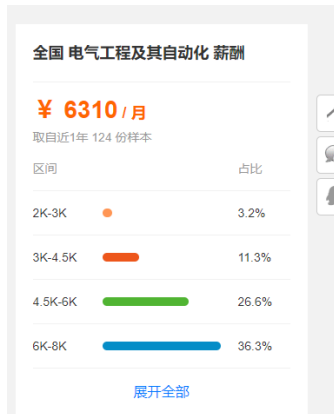 全国 电气工程及其自动化 薪酬
¥ 6310 / 月
取自近1年 124 份样本
区间 占比
2K-3K 3.2%
3K-4.5K 11.3%
4.5K-6K 26.6%
6K-8K 36.3%
展开全部